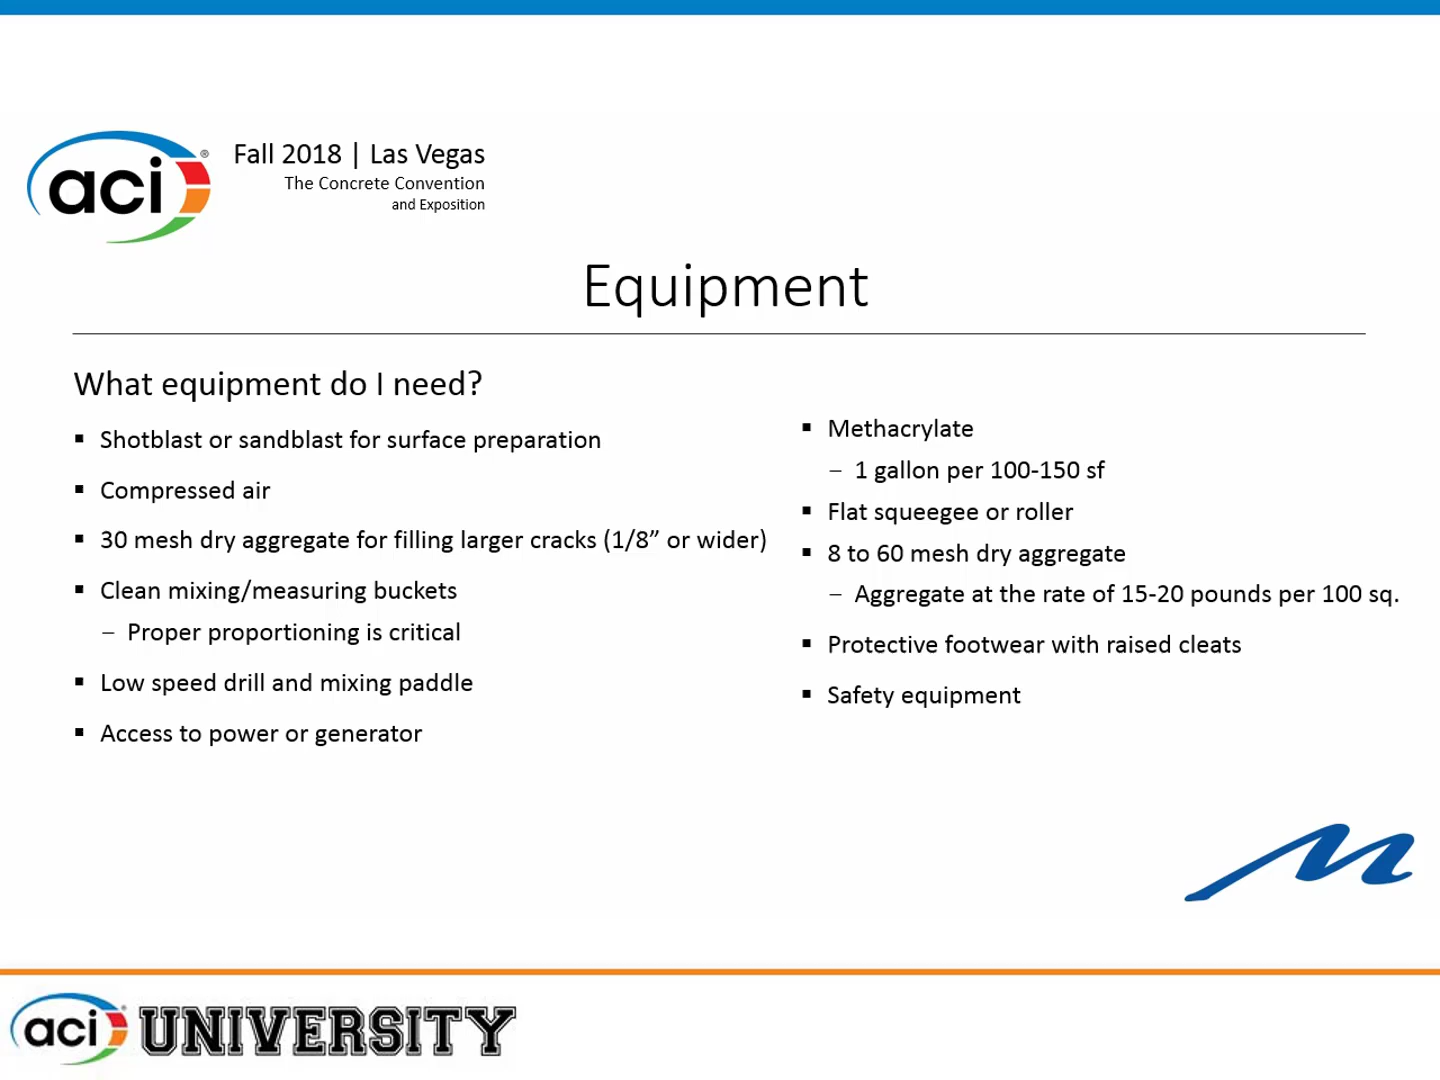 aci®
Fall 2018 | Las Vegas
The Concrete Convention
and Exposition
Equipment
What equipment do I need?
▪ Shotblast or sandblast for surface preparation
▪ Compressed air
▪ 30 mesh dry aggregate for filling larger cracks (1/8” or wider)
▪ Clean mixing/measuring buckets
– Proper proportioning is critical
▪ Low speed drill and mixing paddle
▪ Access to power or generator
▪ Methacrylate
– 1 gallon per 100-150 sf
▪ Flat squeegee or roller
▪ 8 to 60 mesh dry aggregate
– Aggregate at the rate of 15-20 pounds per 100 sq.
▪ Protective footwear with raised cleats
▪ Safety equipment
aci UNIVERSITY